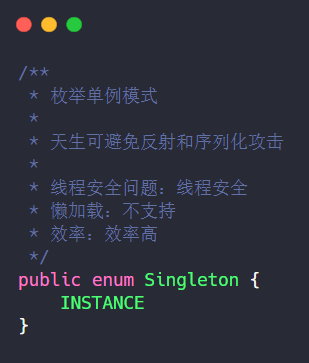 /**
 * 枚举单例模式
 *
 * 天生可避免反射和序列化攻击
 *
 * 线程安全问题：线程安全
 * 懒加载：不支持
 * 效率：效率高
 */
public enum Singleton {
    INSTANCE
}